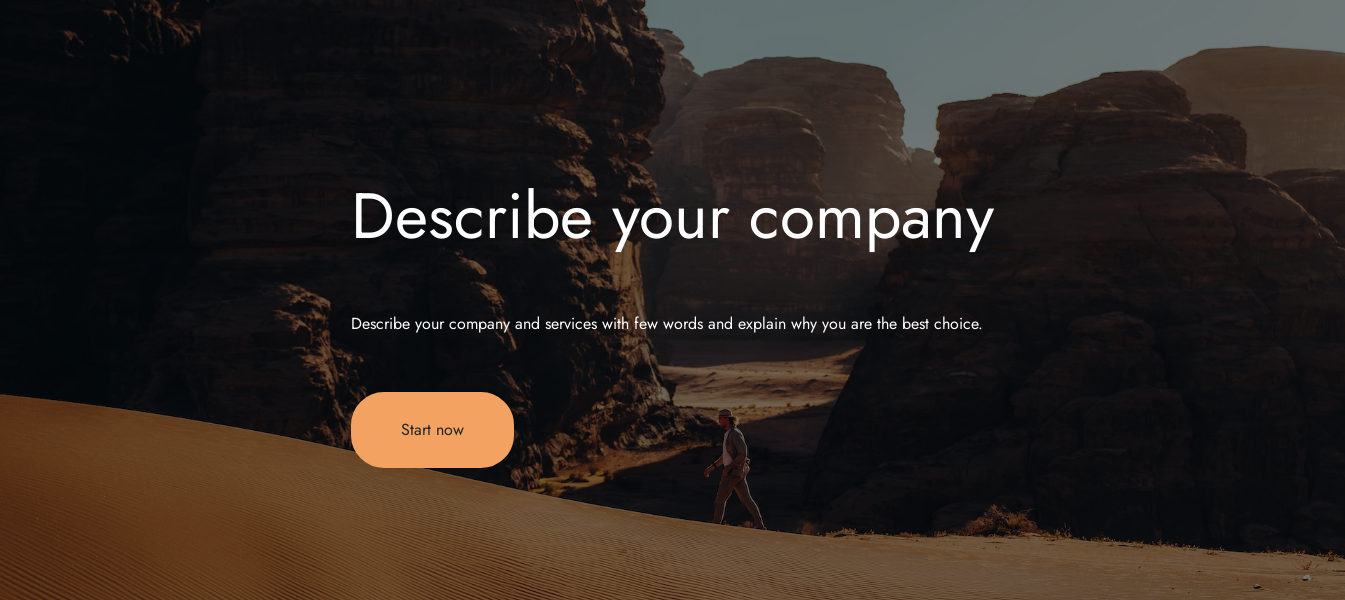 Describe your company
Describe your company and services with few words and explain why you are the best choice.
Start now